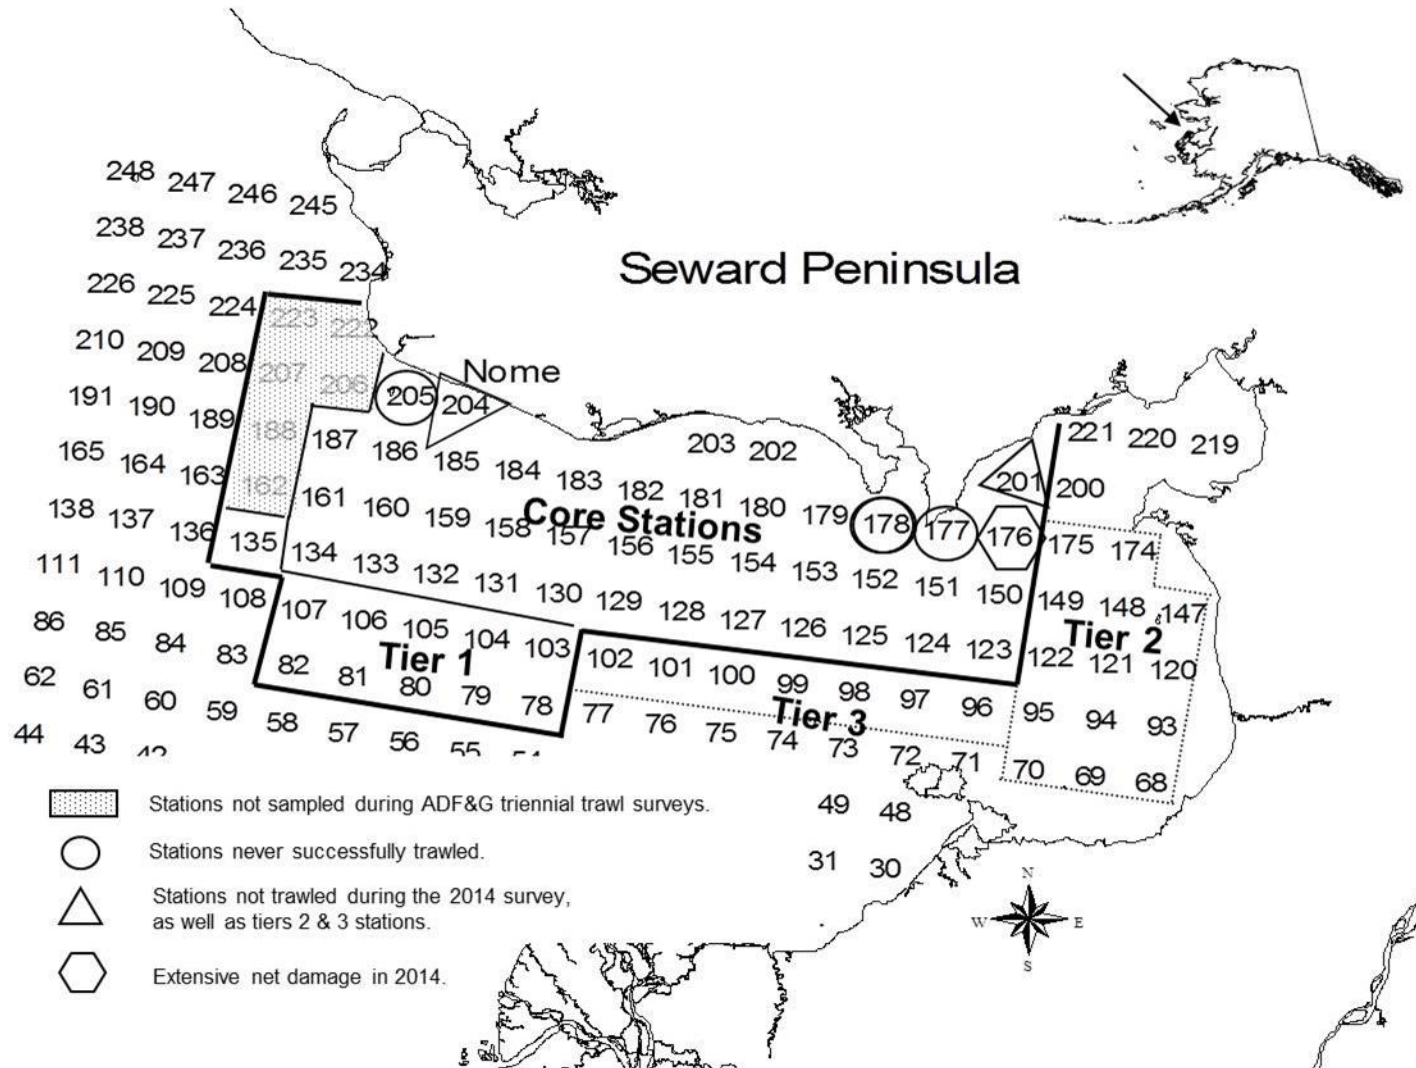 248 247 246 245
238 237 236 235 234
Seward Peninsula
226 225 224 223 222
210 209 208 207 206 205 204
Nome
191 190 189 188 187 186 185 184 183 182 181 180 179 178 177 176 175 174
203 202 201 200
221 220 219
165 164 163 162 161 160 159 158 157 156 155 154 153 152 151 150 149 148 147
Core Stations
138 137 136 135 134 133 132 131 130 129 128 127 126 125 124 123 122 121 120
Tier 2
111 110 109 108 107 106 105 104 103 102 101 100 99 98 97 96 95 94 93
Tier 1
Tier 3
86 85 84 83 82 81 80 79 78 77 76 75 74 73 72 71 70 69 68
62 61 60 59 58 57 56 55
49 48
44 43
31 30
Stations not sampled during ADF&G triennial trawl surveys.
Stations never successfully trawled.
Stations not trawled during the 2014 survey,
as well as tiers 2 & 3 stations.
Extensive net damage in 2014.
N
W E
S